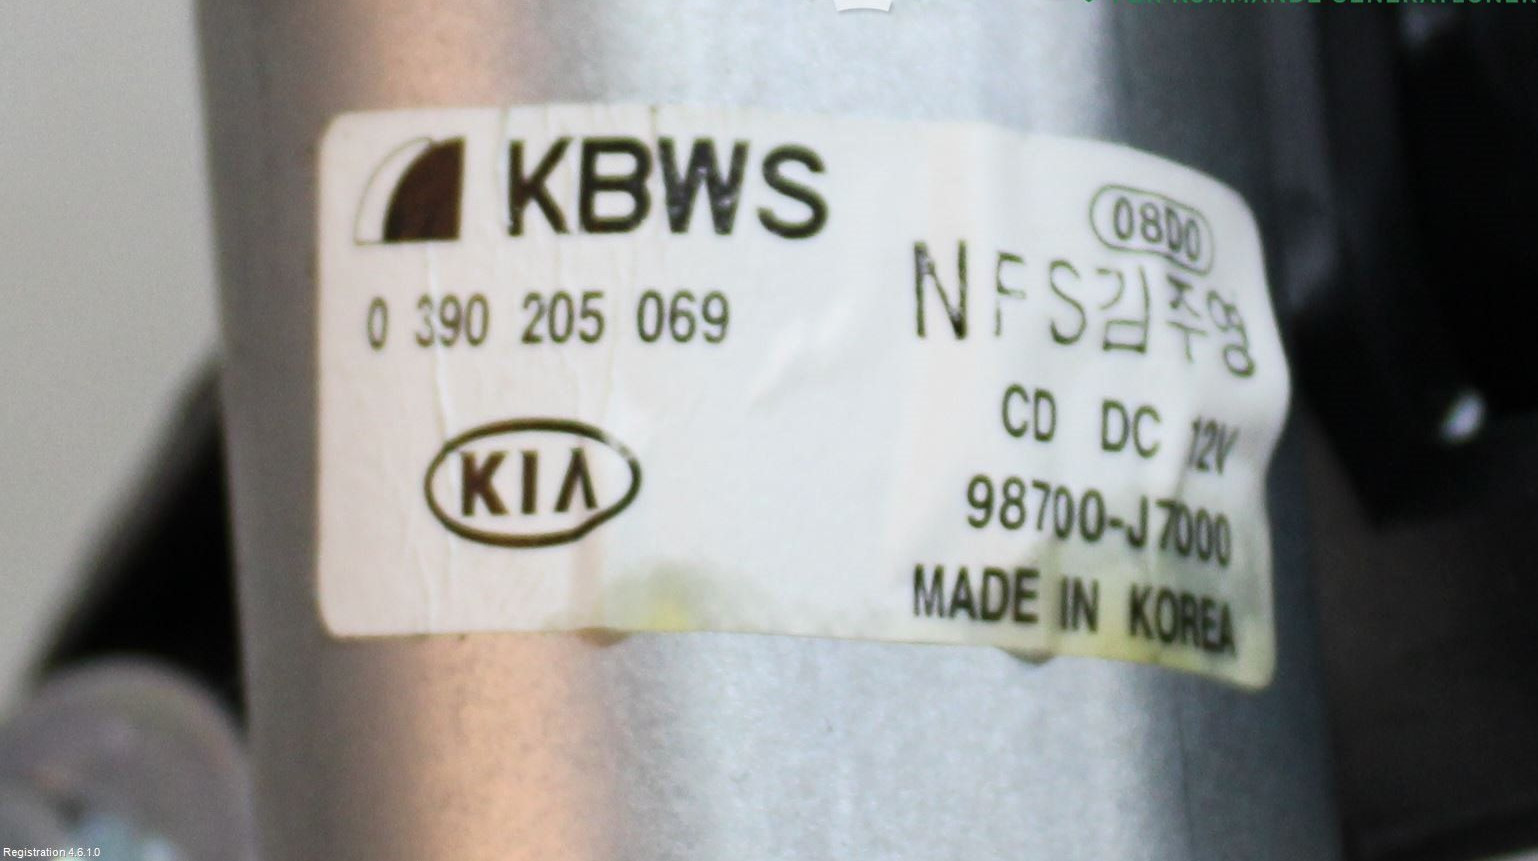 KBWS
08D0
0 390 205 069
NFS김주영
KIA
CD DC 12V
98700-J7000
MADE IN KOREA
Registration 4.6.1.0